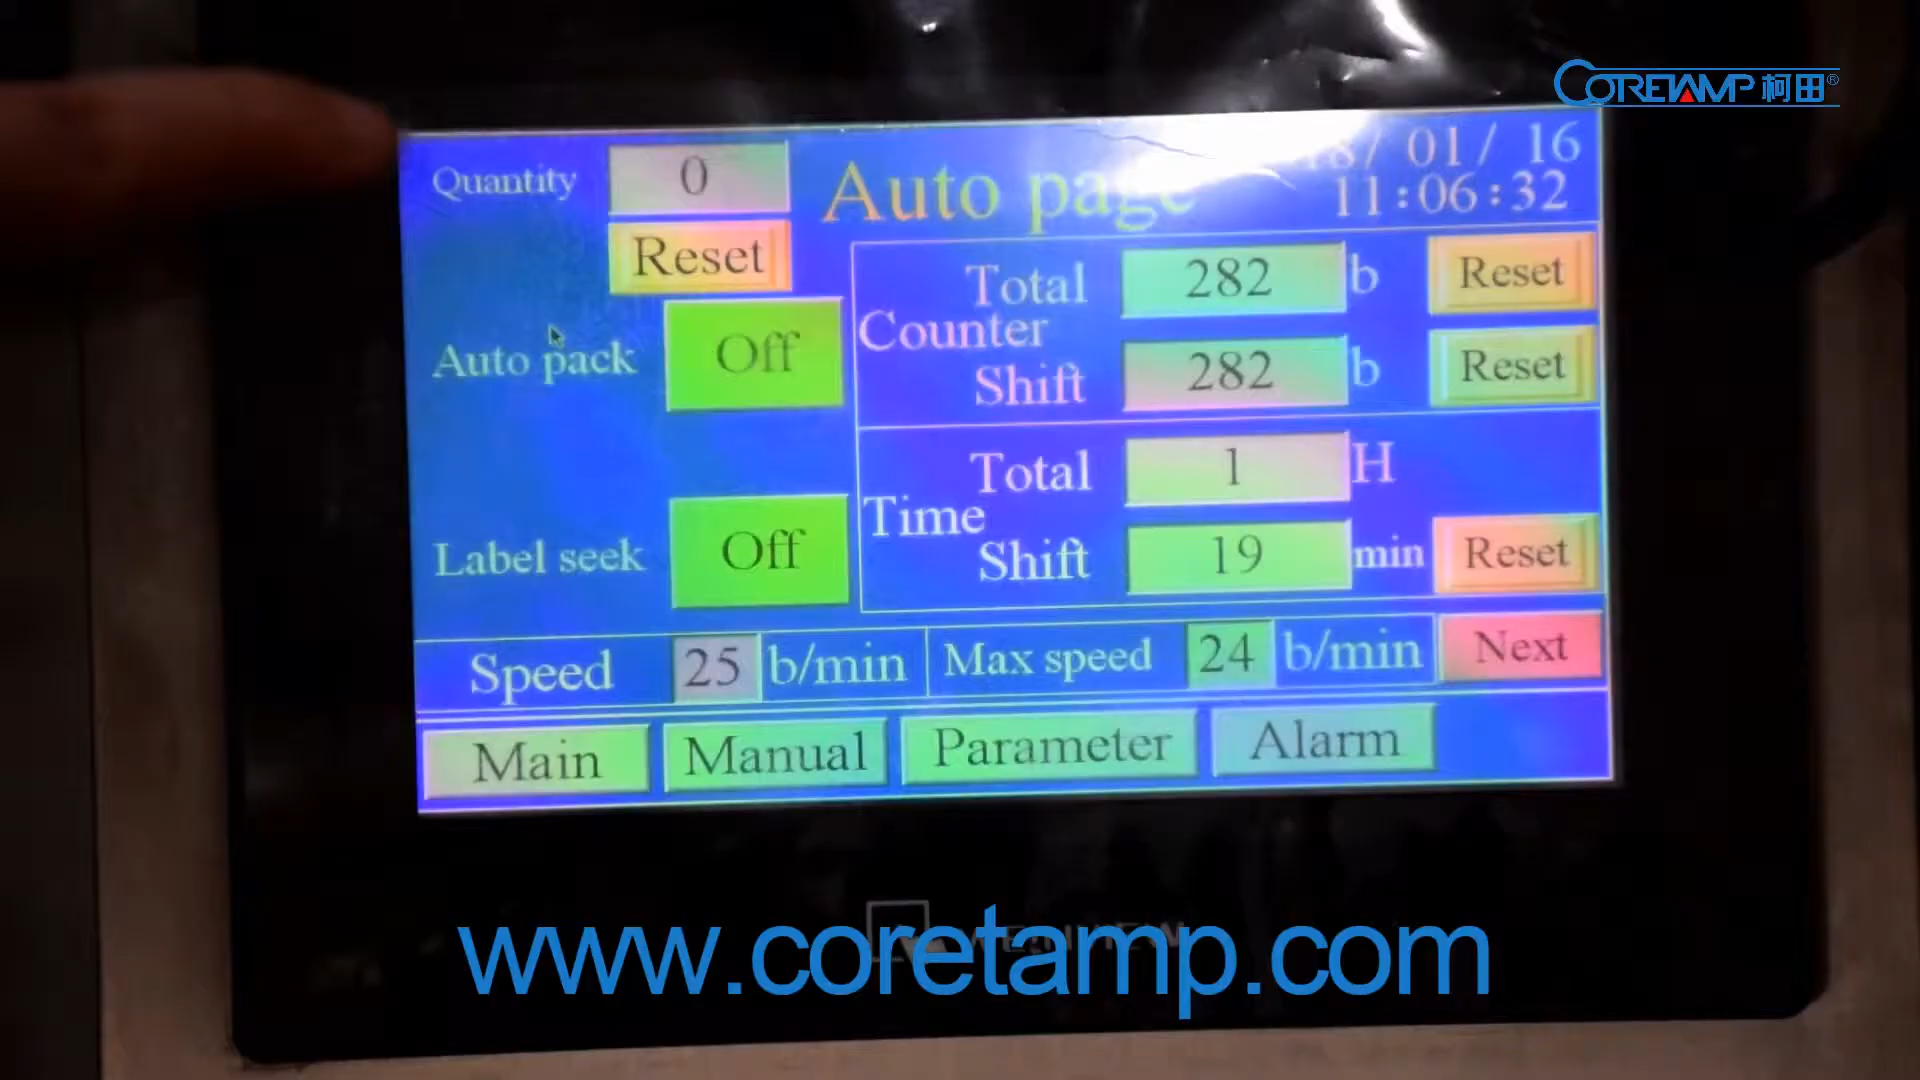 CORETAMP 柯田®
Quantity 0
Auto page
8/ 01/ 16
11:06:32
Reset
Total 282 b Reset
Counter
Shift 282 b Reset
Auto pack Off
Total 1 H
Time
Shift 19 min Reset
Label seek Off
Speed 25 b/min Max speed 24 b/min Next
Main Manual Parameter Alarm
www.coretamp.com